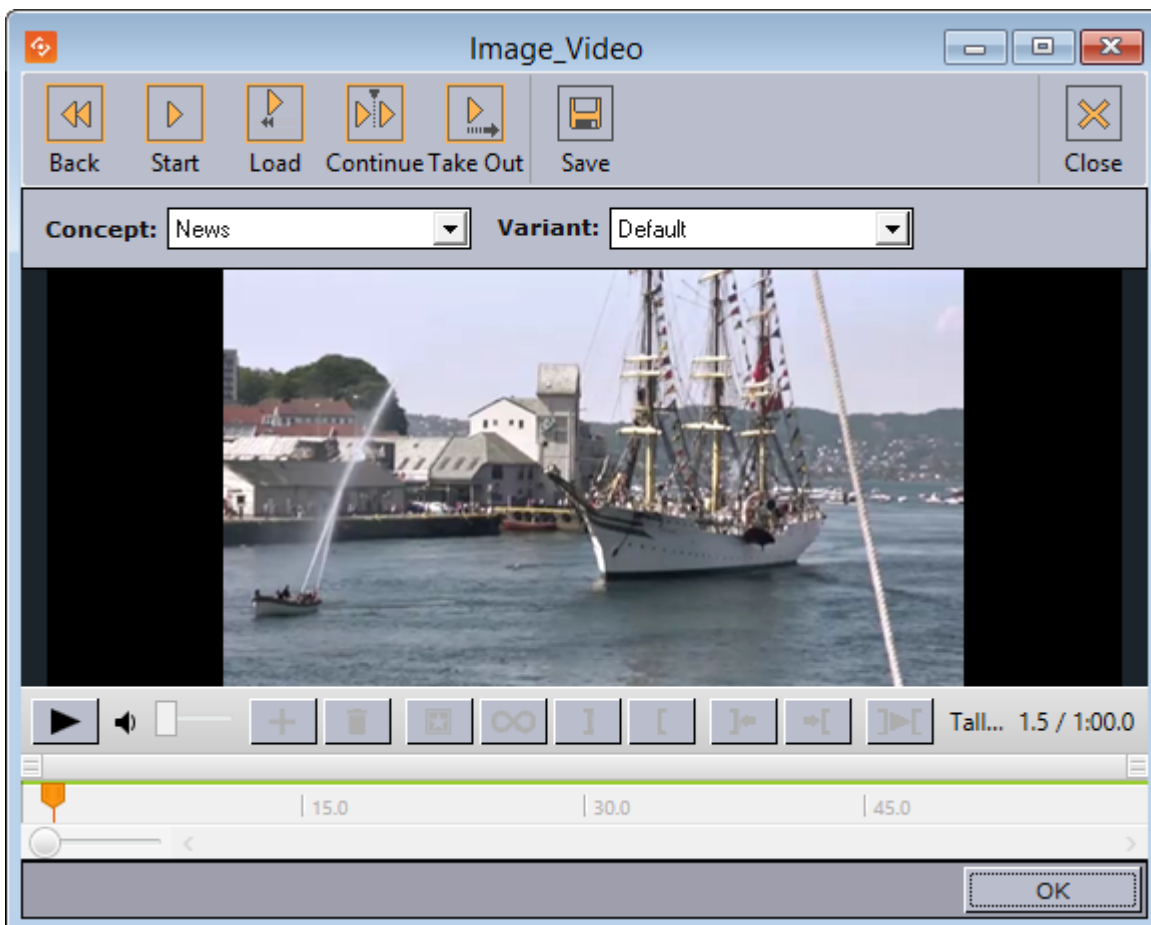 Image_Video
Back Start Load Continue Take Out Save Close
Concept: News Variant: Default
Tall... 1.5 / 1:00.0
15.0 30.0 45.0
OK